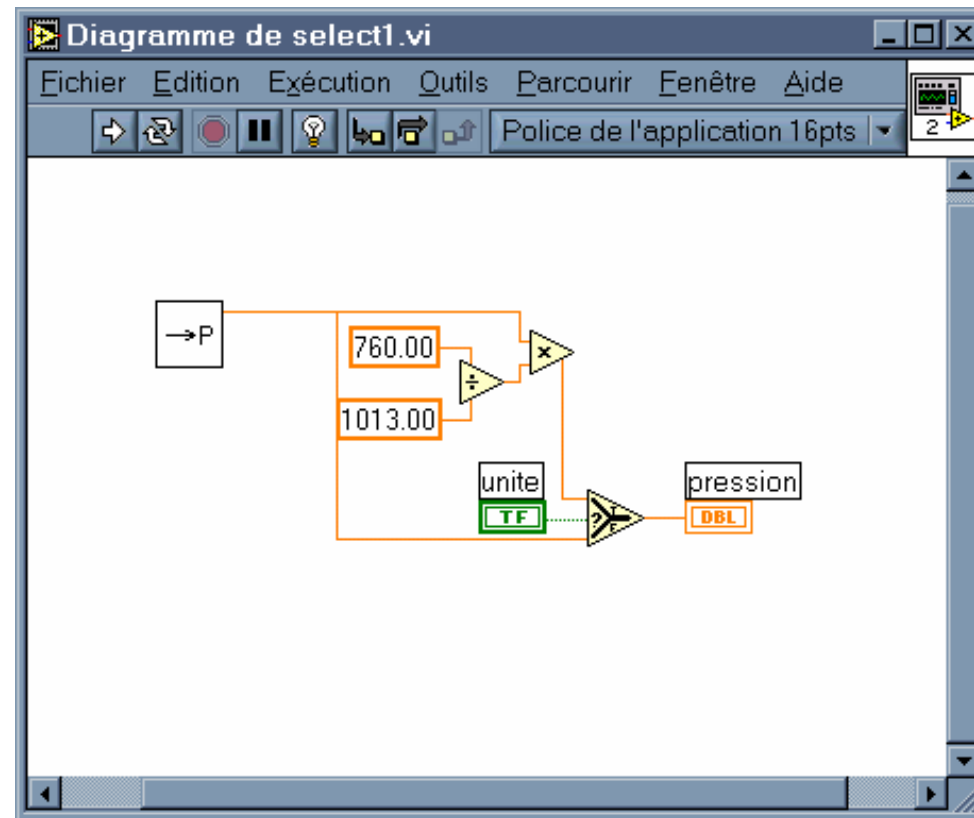 Diagramme de select1.vi
Fichier Edition Exécution Outils Parcourir Fenêtre Aide
Police de l'application 16pts
2
→P
760.00
×
÷
1013.00
unite
TF
? T F
pression
DBL